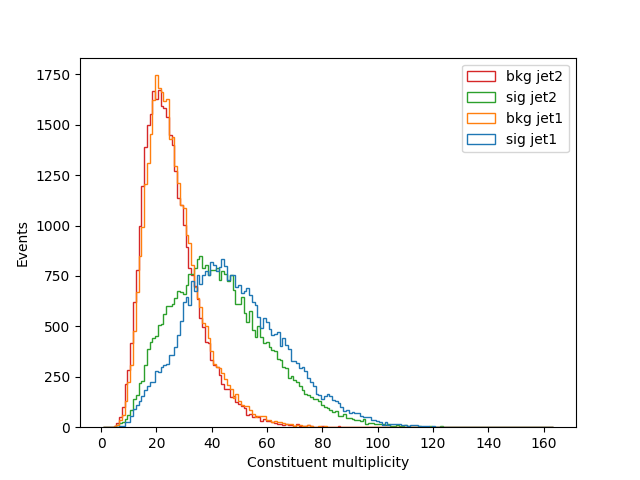 1750
1500
1250
1000
750
500
250
0
Events
0 20 40 60 80 100 120 140 160
Constituent multiplicity
bkg jet2
sig jet2
bkg jet1
sig jet1